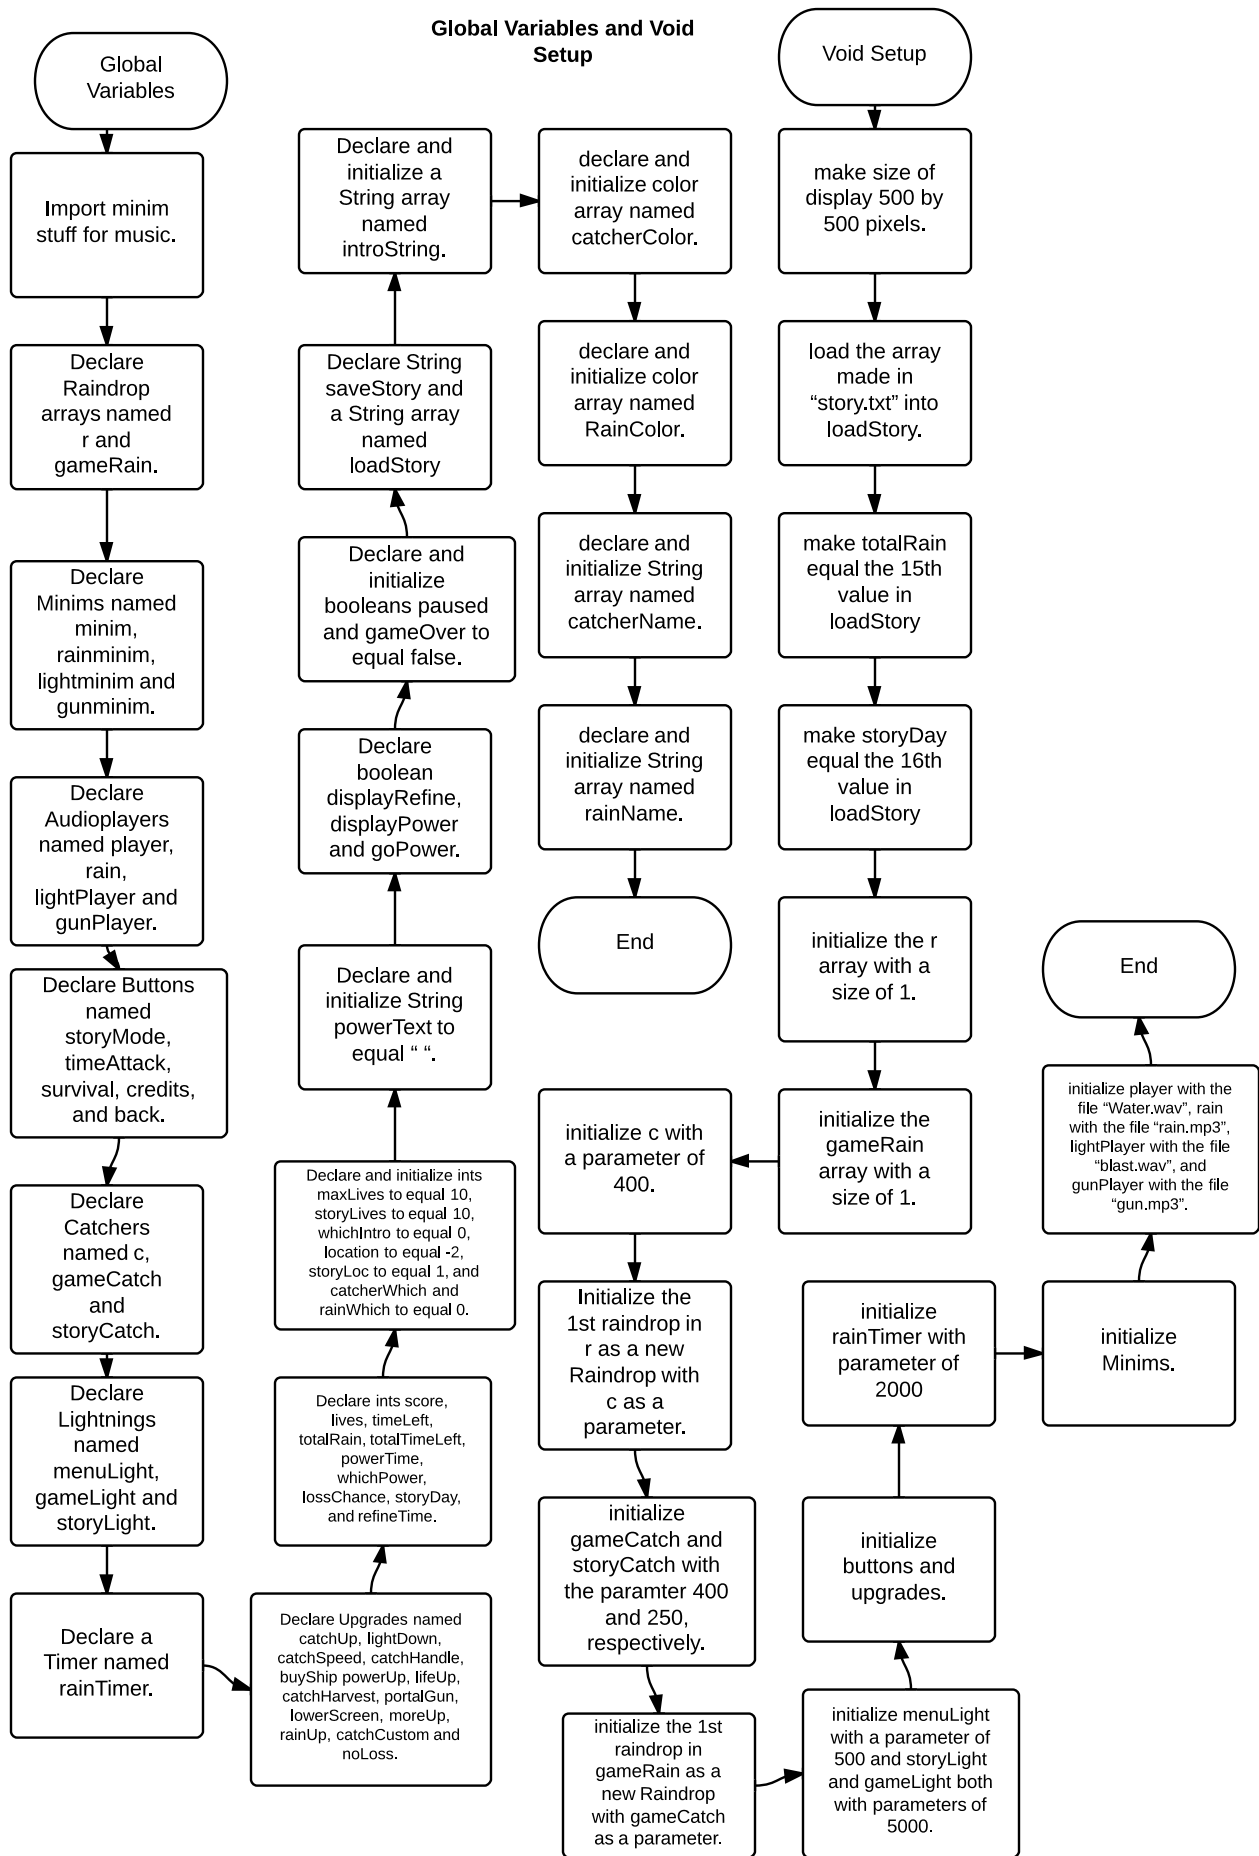 Global Variables and Void
Setup
Global
Variables
Import minim
stuff for music.
Declare
Raindrop
arrays named
r and
gameRain.
Declare
Minims named
minim,
rainminim,
lightminim and
gunminim.
Declare
Audioplayers
named player,
rain,
lightPlayer and
gunPlayer.
Declare Buttons
named
storyMode,
timeAttack,
survival, credits,
and back.
Declare
Catchers
named c,
gameCatch
and
storyCatch.
Declare
Lightnings
named
menuLight,
gameLight and
storyLight.
Declare a
Timer named
rainTimer.
Declare Upgrades named
catchUp, lightDown,
catchSpeed, catchHandle,
buyShip powerUp, lifeUp,
catchHarvest, portalGun,
lowerScreen, moreUp,
rainUp, catchCustom and
noLoss.
Declare ints score,
lives, timeLeft,
totalRain, totalTimeLeft,
powerTime,
whichPower,
lossChance, storyDay,
and refineTime.
Declare and initialize ints
maxLives to equal 10,
storyLives to equal 10,
whichIntro to equal 0,
location to equal -2,
storyLoc to equal 1, and
catcherWhich and
rainWhich to equal 0.
Declare and
initialize String
powerText to
equal “ “.
Declare
boolean
displayRefine,
displayPower
and goPower.
Declare and
initialize
booleans paused
and gameOver to
equal false.
Declare String
saveStory and
a String array
named
loadStory
Declare and
initialize a
String array
named
introString.
declare and
initialize color
array named
catcherColor.
declare and
initialize color
array named
RainColor.
declare and
initialize String
array named
catcherName.
declare and
initialize String
array named
rainName.
End
Void Setup
make size of
display 500 by
500 pixels.
load the array
made in
“story.txt” into
loadStory.
make totalRain
equal the 15th
value in
loadStory
make storyDay
equal the 16th
value in
loadStory
initialize the r
array with a
size of 1.
initialize the
gameRain
array with a
size of 1.
initialize c with
a parameter of
400.
Initialize the
1st raindrop in
r as a new
Raindrop with
c as a
parameter.
initialize
gameCatch and
storyCatch with
the paramter 400
and 250,
respectively.
initialize the 1st
raindrop in
gameRain as a
new Raindrop
with gameCatch
as a parameter.
initialize menuLight
with a parameter of
500 and storyLight
and gameLight both
with parameters of
5000.
initialize
buttons and
upgrades.
initialize
rainTimer with
parameter of
2000
initialize
Minims.
initialize player with the
file “Water.wav”, rain
with the file “rain.mp3”,
lightPlayer with the file
“blast.wav”, and
gunPlayer with the file
“gun.mp3”.
End